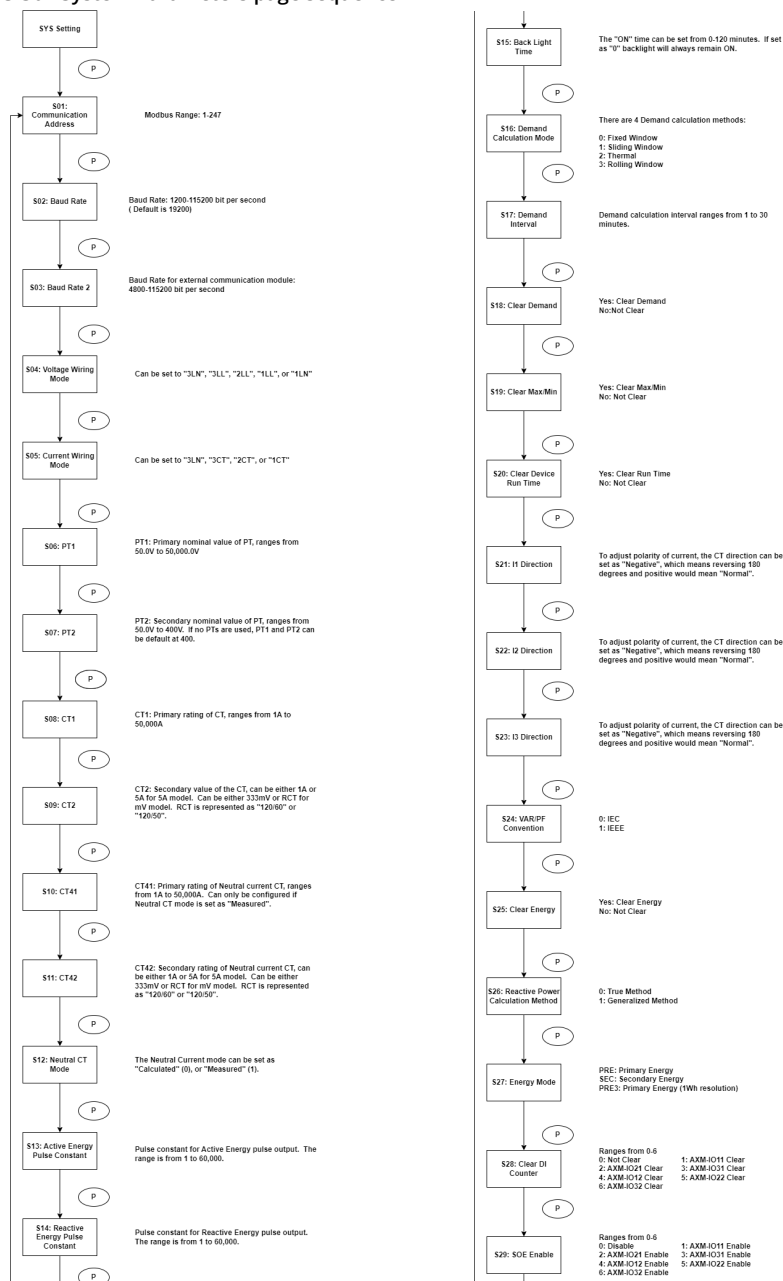 SYS Setting
P
S01:
Communication
Address
Modbus Range: 1-247
P
S02: Baud Rate
Baud Rate: 1200-115200 bit per second
( Default is 19200)
P
S03: Baud Rate 2
Baud Rate for external communication module:
4800-115200 bit per second
P
S04: Voltage Wiring
Mode
Can be set to "3LN", "3LL", "2LL", "1LL", or "1LN"
P
S05: Current Wiring
Mode
Can be set to "3LN", "3CT", "2CT", or "1CT"
P
S06: PT1
PT1: Primary nominal value of PT, ranges from
50.0V to 50,000.0V
P
S07: PT2
PT2: Secondary nominal value of PT, ranges from
50.0V to 400V. If no PTs are used, PT1 and PT2 can
be default at 400.
P
S08: CT1
CT1: Primary rating of CT, ranges from 1A to
50,000A
P
S09: CT2
CT2: Secondary value of the CT, can be either 1A or
5A for 5A model. Can be either 333mV or RCT for
mV model. RCT is represented as "120/60" or
"120/50".
P
S10: CT41
CT41: Primary rating of Neutral current CT, ranges
from 1A to 50,000A. Can only be configured if
Neutral CT mode is set as "Measured".
P
S11: CT42
CT42: Secondary rating of Neutral current CT, can
be either 1A or 5A for 5A model. Can be either
333mV or RCT for mV model. RCT is represented
as "120/60" or "120/50".
P
S12: Neutral CT
Mode
The Neutral Current mode can be set as
"Calculated" (0), or "Measured" (1).
P
S13: Active Energy
Pulse Constant
Pulse constant for Active Energy pulse output. The
range is from 1 to 60,000.
P
S14: Reactive
Energy Pulse
Constant
Pulse constant for Reactive Energy pulse output.
The range is from 1 to 60,000.
P
S15: Back Light
Time
The "ON" time can be set from 0-120 minutes. If set
as "0" backlight will always remain ON.
P
S16: Demand
Calculation Mode
There are 4 Demand calculation methods:
0: Fixed Window
1: Sliding Window
2: Thermal
3: Rolling Window
P
S17: Demand
Interval
Demand calculation interval ranges from 1 to 30
minutes.
P
S18: Clear Demand
Yes: Clear Demand
No:Not Clear
P
S19: Clear Max/Min
Yes: Clear Max/Min
No: Not Clear
P
S20: Clear Device
Run Time
Yes: Clear Run Time
No: Not Clear
P
S21: I1 Direction
To adjust polarity of current, the CT direction can be
set as "Negative", which means reversing 180
degrees and positive would mean "Normal".
P
S22: I2 Direction
To adjust polarity of current, the CT direction can be
set as "Negative", which means reversing 180
degrees and positive would mean "Normal".
P
S23: I3 Direction
To adjust polarity of current, the CT direction can be
set as "Negative", which means reversing 180
degrees and positive would mean "Normal".
P
S24: VAR/PF
Convention
0: IEC
1: IEEE
P
S25: Clear Energy
Yes: Clear Energy
No: Not Clear
P
S26: Reactive Power
Calculation Method
0: True Method
1: Generalized Method
P
S27: Energy Mode
PRE: Primary Energy
SEC: Secondary Energy
PRE3: Primary Energy (1Wh resolution)
P
S28: Clear DI
Counter
Ranges from 0-6
0: Not Clear 1: AXM-IO11 Clear
2: AXM-IO21 Clear 3: AXM-IO31 Clear
4: AXM-IO12 Clear 5: AXM-IO22 Clear
6: AXM-IO32 Clear
P
S29: SOE Enable
Ranges from 0-6
0: Disable 1: AXM-IO11 Enable
2: AXM-IO21 Enable 3: AXM-IO31 Enable
4: AXM-IO12 Enable 5: AXM-IO22 Enable
6: AXM-IO32 Enable